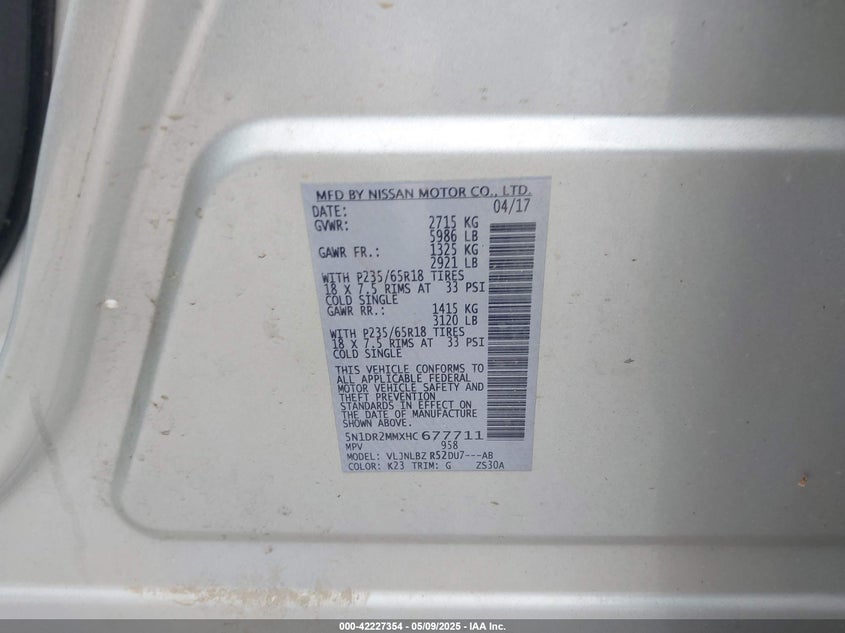 MFD BY NISSAN MOTOR CO., LTD.
DATE: 04/17
GVWR: 2715 KG
5986 LB
GAWR FR.: 1325 KG
2921 LB
WITH P235/65R18 TIRES
18 X 7.5 RIMS AT 33 PSI
COLD SINGLE
GAWR RR.: 1415 KG
3120 LB
WITH P235/65R18 TIRES
18 X 7.5 RIMS AT 33 PSI
COLD SINGLE
THIS VEHICLE CONFORMS TO
ALL APPLICABLE FEDERAL
MOTOR VEHICLE SAFETY AND
THEFT PREVENTION
STANDARDS IN EFFECT ON
THE DATE OF MANUFACTURE
SHOWN ABOVE.
5N1DR2MMXHC677711
MPV 958
MODEL: VLJNLBZ R52DU7---AB
COLOR: K23 TRIM: G ZS30A
000-42227354 - 05/09/2025 - IAA Inc.